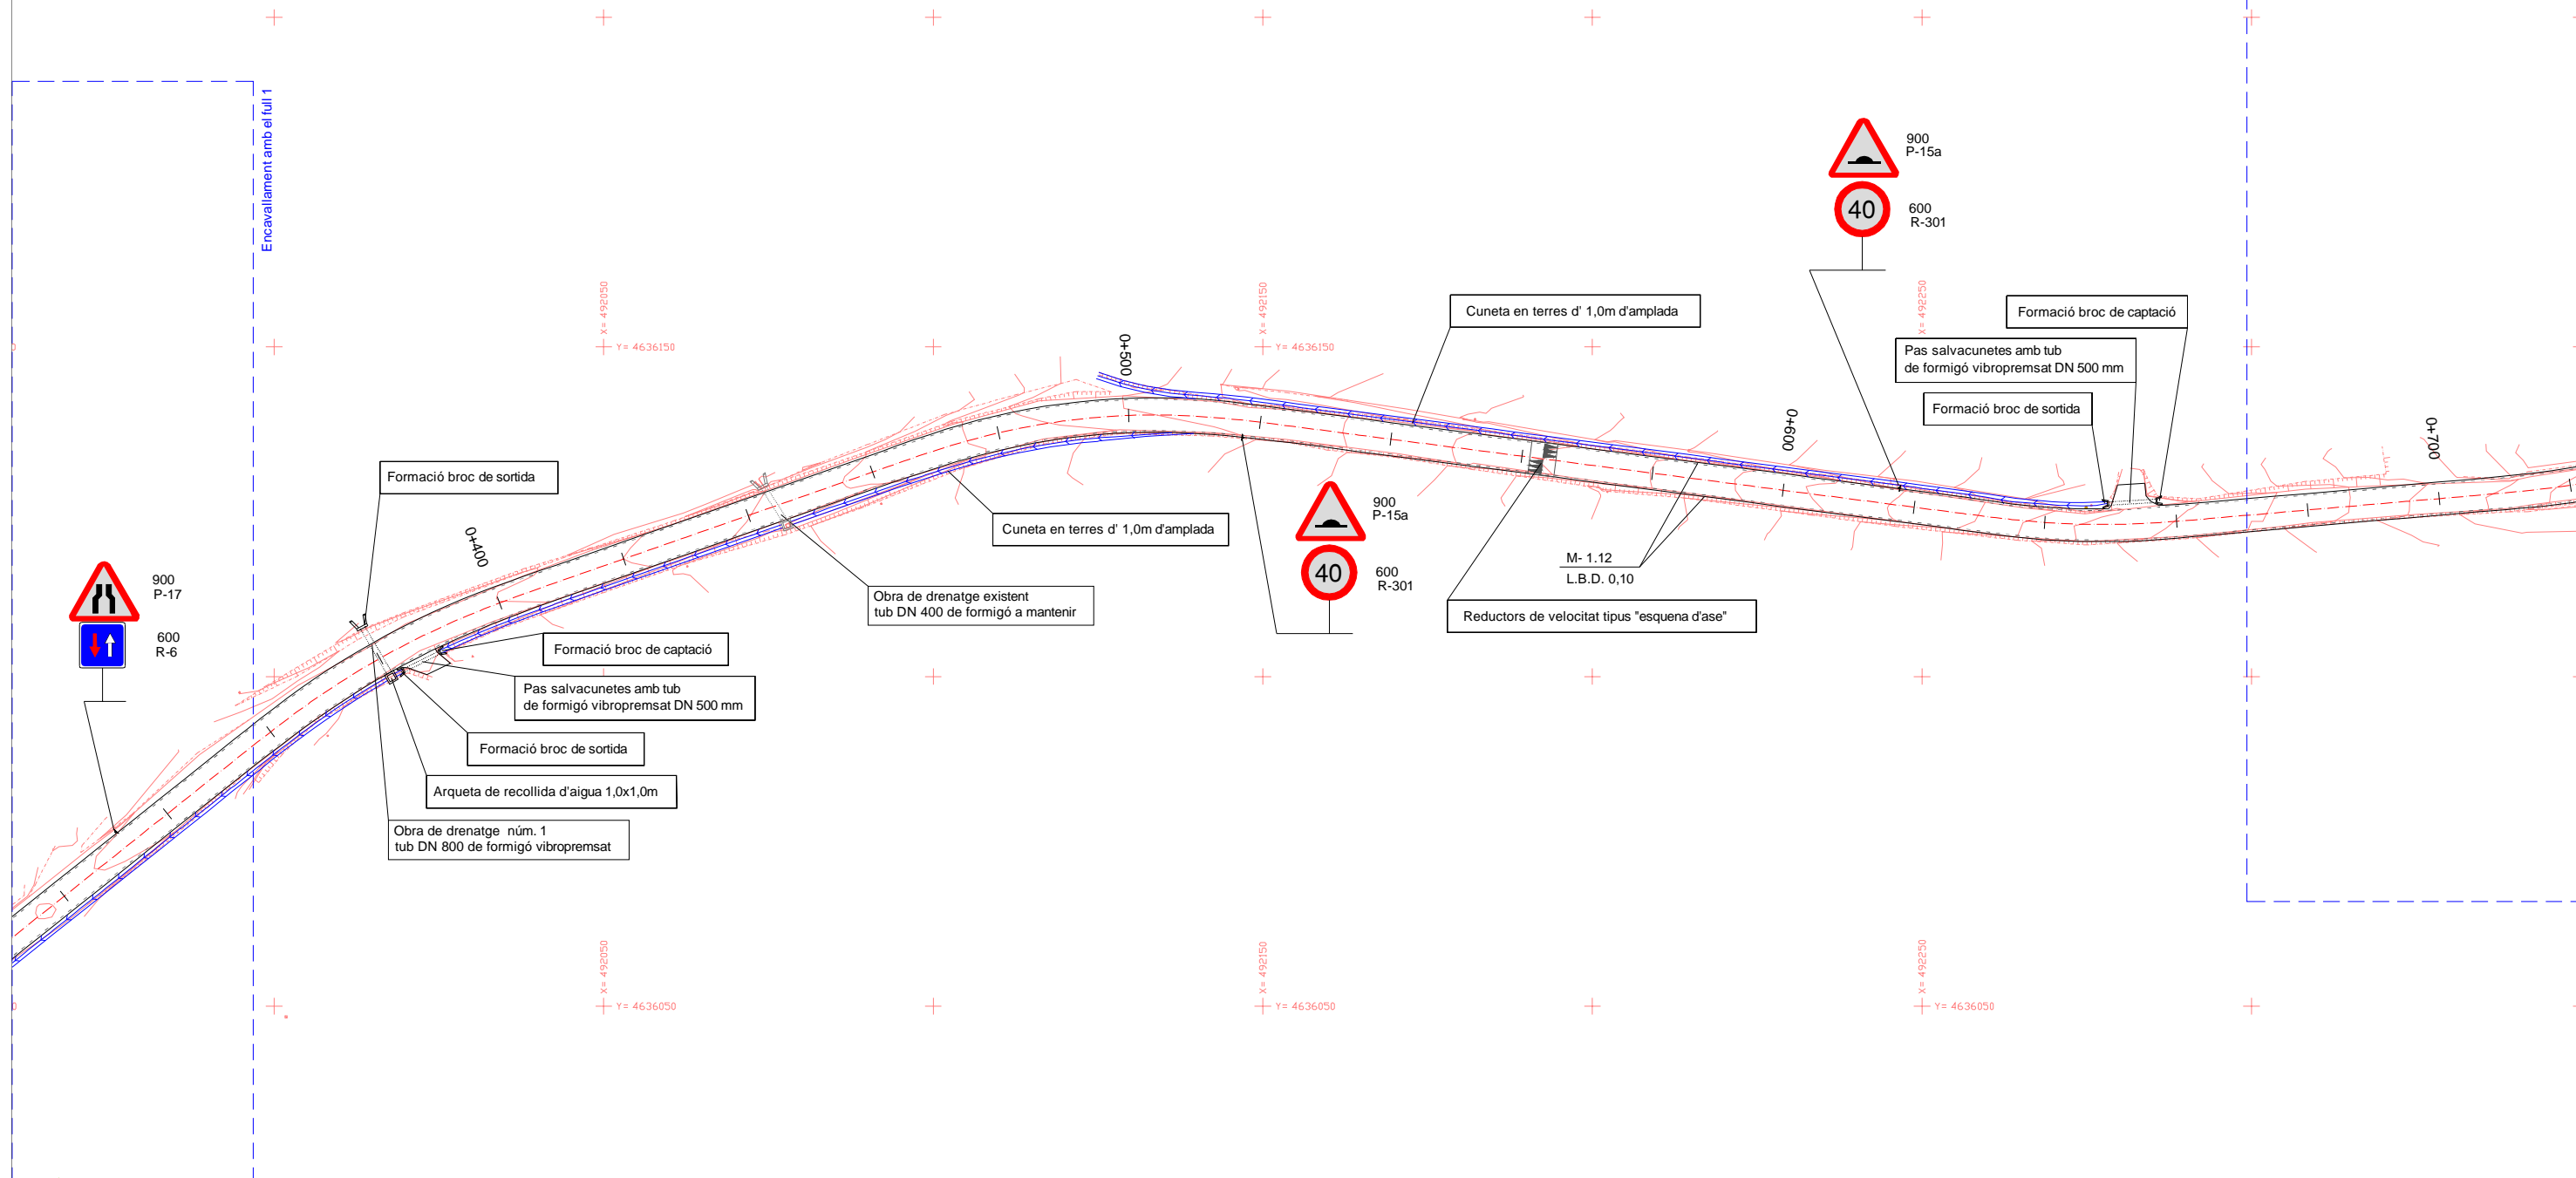 Encavallament amb el full 1
900
P-15a
40
600
R-301
X= 492050
Y= 4636150
X= 492150
Y= 4636150
X= 492250
0+500
Cuneta en terres d' 1,0m d'amplada
Formació broc de captació
Pas salvacunetes amb tub
de formigó vibropremsat DN 500 mm
Formació broc de sortida
0+600
0+700
Formació broc de sortida
0+400
Cuneta en terres d' 1,0m d'amplada
900
P-15a
40
600
R-301
M- 1.12
L.B.D. 0,10
Reductors de velocitat tipus "esquena d'ase"
Obra de drenatge existent
tub DN 400 de formigó a mantenir
900
P-17
600
R-6
Formació broc de captació
Pas salvacunetes amb tub
de formigó vibropremsat DN 500 mm
Formació broc de sortida
Arqueta de recollida d'aigua 1,0x1,0m
Obra de drenatge núm. 1
tub DN 800 de formigó vibropremsat
X= 492050
Y= 4636050
X= 492150
Y= 4636050
X= 492250
Y= 4636050